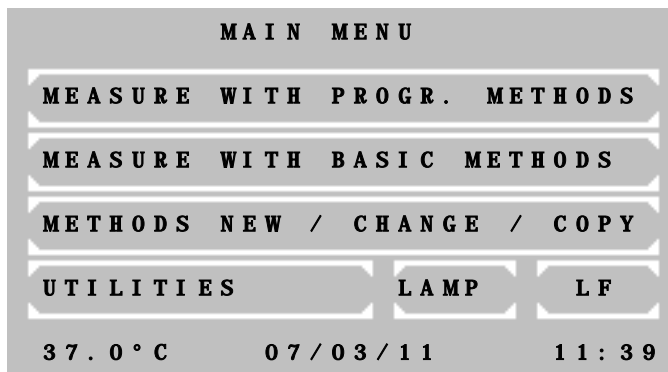 MAIN MENU
MEASURE WITH PROGR. METHODS
MEASURE WITH BASIC METHODS
METHODS NEW / CHANGE / COPY
UTILITIES LAMP LF
37.0°C 07/03/11 11:39